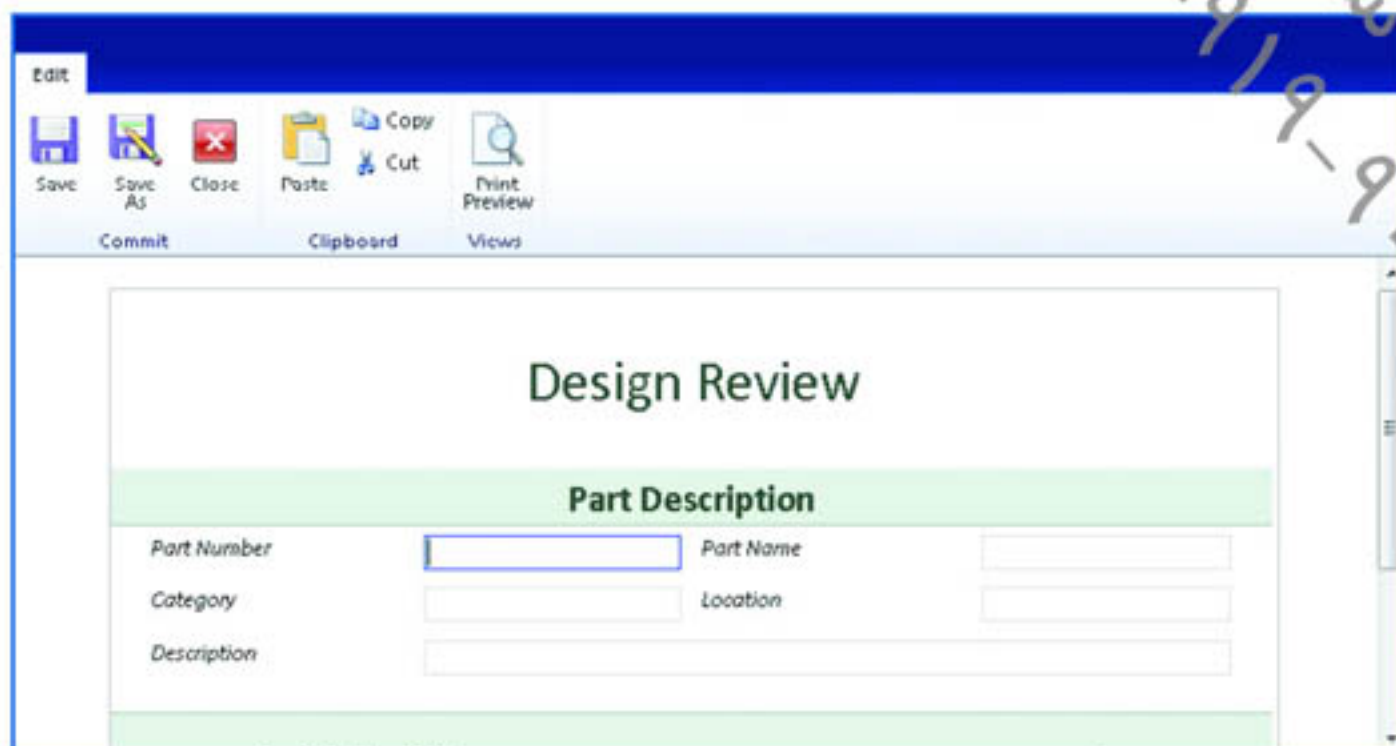 Edit
Save
Save As
Close
Paste
Copy
Cut
Print Preview
Commit
Clipboard
Views
Design Review
Part Description
Part Number
Part Name
Category
Location
Description